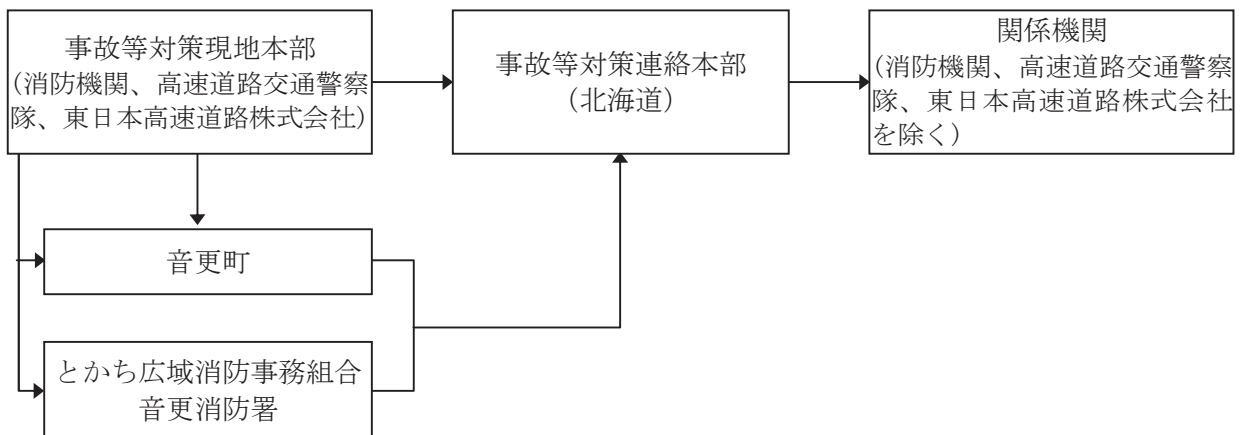 事故等対策現地本部
(消防機関、高速道路交通警察
隊、東日本高速道路株式会社)
事故等対策連絡本部
(北海道)
関係機関
(消防機関、高速道路交通警察
隊、東日本高速道路株式会社
を除く)
音更町
とかち広域消防事務組合
音更消防署